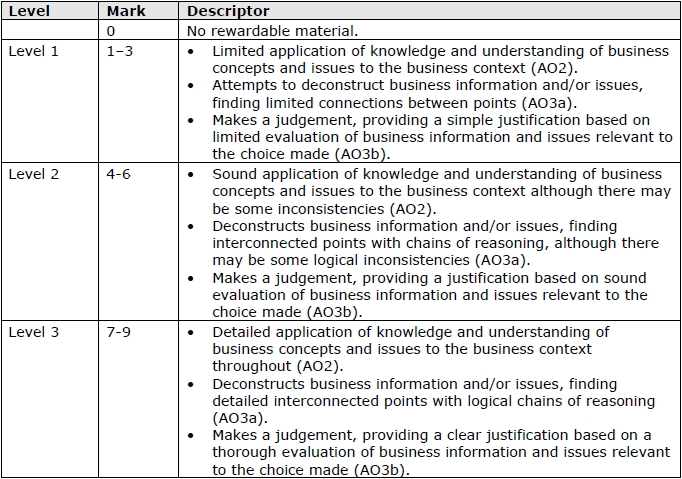 Level Mark Descriptor
0 No rewardable material.
Level 1 1–3 • Limited application of knowledge and understanding of business
concepts and issues to the business context (AO2).
• Attempts to deconstruct business information and/or issues,
finding limited connections between points (AO3a).
• Makes a judgement, providing a simple justification based on
limited evaluation of business information and issues relevant to
the choice made (AO3b).
Level 2 4-6 • Sound application of knowledge and understanding of business
concepts and issues to the business context although there may
be some inconsistencies (AO2).
• Deconstructs business information and/or issues, finding
interconnected points with chains of reasoning, although there
may be some logical inconsistencies (AO3a).
• Makes a judgement, providing a justification based on sound
evaluation of business information and issues relevant to the
choice made (AO3b).
Level 3 7-9 • Detailed application of knowledge and understanding of
business concepts and issues to the business context
throughout (AO2).
• Deconstructs business information and/or issues, finding
detailed interconnected points with logical chains of reasoning
(AO3a).
• Makes a judgement, providing a clear justification based on a
thorough evaluation of business information and issues relevant
to the choice made (AO3b).